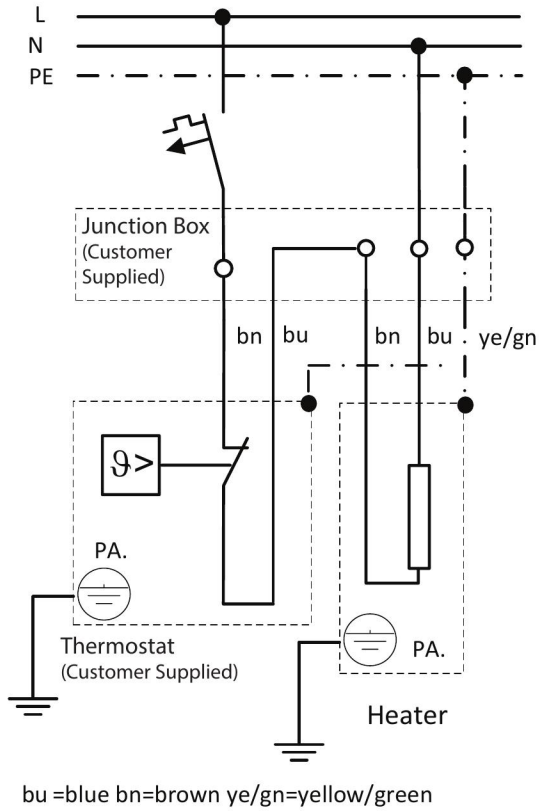 L
N
PE
Junction Box
(Customer
Supplied)
bn bu bn bu ye/gn
ϑ>
PA.
Thermostat
(Customer Supplied)
PA.
Heater
bu =blue bn=brown ye/gn=yellow/green